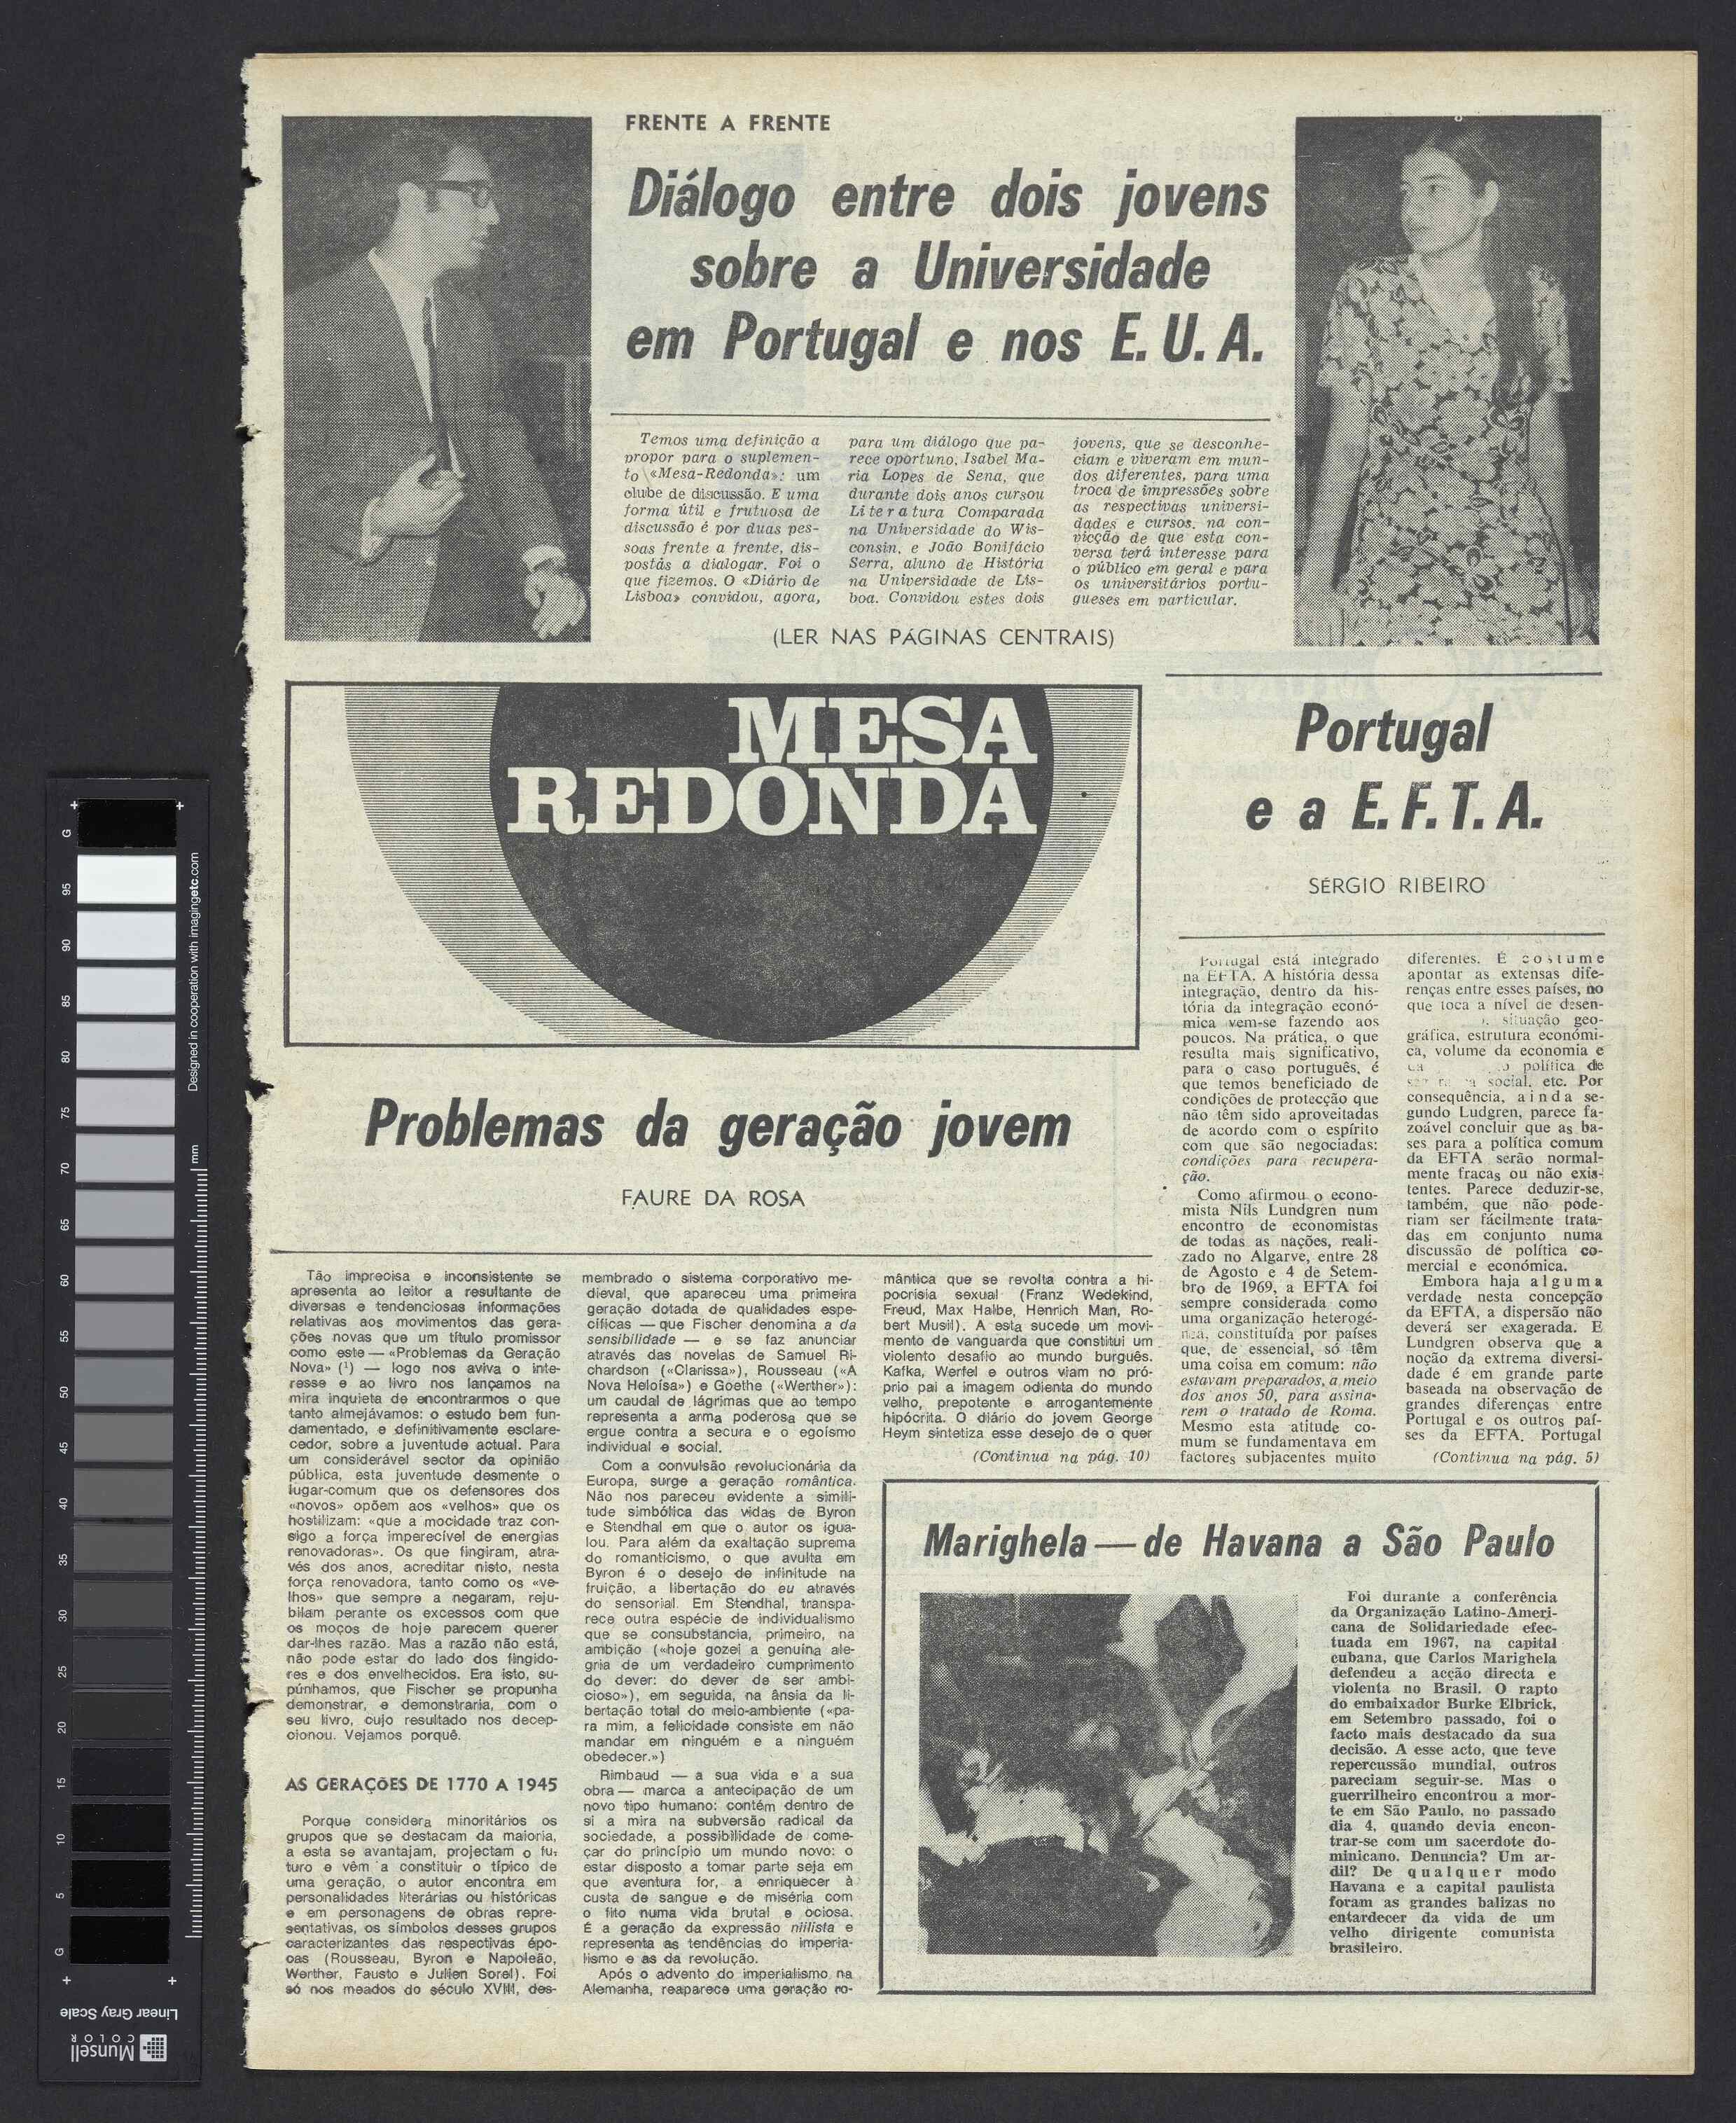 FRENTE A FRENTE
Diálogo entre dois jovens
sobre a Universidade
em Portugal e nos E. U. A.
Temos uma definição a
propor para o suplemen-
to «Mesa-Redonda»: um
clube de discussão. E uma
forma útil e frutuosa de
discussão é por duas pes-
soas frente a frente, dis-
postas a dialogar. Foi o
que fizemos. O «Diário de
Lisboa» convidou, agora,
para um diálogo que pa-
rece oportuno, Isabel Ma-
ria Lopes de Sena, que
durante dois anos cursou
Literatura Comparada
na Universidade do Wis-
consin, e João Bonifácio
Serra, aluno de História
na Universidade de Lis-
boa. Convidou estes dois
jovens, que se desconhe-
ciam e viveram em mun-
dos diferentes, para uma
troca de impressões sobre
as respectivas universi-
dades e cursos, na con-
vicção de que esta con-
versa terá interesse para
o público em geral e para
os universitários portu-
gueses em particular.
(LER NAS PÁGINAS CENTRAIS)
MESA
REDONDA
Portugal
e a E. F. T. A.
SÉRGIO RIBEIRO
Portugal está integrado
na EFTA. A história dessa
integração, dentro da his-
tória da integração econó-
mica vem-se fazendo aos
poucos. Na prática, o que
resulta mais significativo,
para o caso português, é
que temos beneficiado de
condições de protecção que
não têm sido aproveitadas
de acordo com o espírito
com que são negociadas:
condições para recupera-
ção.
Como afirmou o econo-
mista Nils Lundgren num
encontro de economistas
de todas as nações, reali-
zado no Algarve, entre 28
de Agosto e 4 de Setem-
bro de 1969, a EFTA foi
sempre considerada como
uma organização heterogé-
nea, constituída por países
que, de essencial, só têm
uma coisa em comum: não
estavam preparados, a meio
dos anos 50, para assina-
rem o tratado de Roma.
Mesmo esta atitude co-
mum se fundamentava em
factores subjacentes muito
diferentes. É costume
apontar as extensas dife-
renças entre esses países, no
que toca a nível de desen-
situação geo-
gráfica, estrutura económi-
ca, volume da economia e
política de
social, etc. Por
consequência, ainda se-
gundo Ludgren, parece fa-
zoável concluir que as ba-
ses para a política comum
da EFTA serão normal-
mente fracas ou não exis-
tentes. Parece deduzir-se,
também, que não pode-
riam ser fàcilmente trata-
das em conjunto numa
discussão de política co-
mercial e económica.
Embora haja alguma
verdade nesta concepção
da EFTA, a dispersão não
deverá ser exagerada. E
Lundgren observa que a
noção da extrema diversi-
dade é em grande parte
baseada na observação de
grandes diferenças entre
Portugal e os outros paí-
ses da EFTA. Portugal
(Continua na pág. 5)
Problemas da geração jovem
FAURE DA ROSA
Tão imprecisa e inconsistente se
apresenta ao leitor a resultante de
diversas e tendenciosas informações
relativas aos movimentos das gera-
ções novas que um título promissor
como este — «Problemas da Geração
Nova» (¹) — logo nos aviva o inte-
resse e ao livro nos lançamos na
mira inquieta de encontrarmos o que
tanto almejávamos: o estudo bem fun-
damentado, e definitivamente esclare-
cedor, sobre a juventude actual. Para
um considerável sector da opinião
pública, esta juventude desmente o
lugar-comum que os defensores dos
«novos» opõem aos «velhos» que os
hostilizam: «que a mocidade traz con-
sigo a força imperecível de energias
renovadoras». Os que fingiram, atra-
vés dos anos, acreditar nisto, nesta
força renovadora, tanto como os «ve-
lhos» que sempre a negaram, reju-
bilam perante os excessos com que
os moços de hoje parecem querer
dar-lhes razão. Mas a razão não está,
não pode estar do lado dos fingido-
res e dos envelhecidos. Era isto, su-
púnhamos, que Fischer se propunha
demonstrar, e demonstraria, com o
seu livro, cujo resultado nos decep-
cionou. Vejamos porquê.
AS GERAÇÕES DE 1770 A 1945
Porque considera minoritários os
grupos que se destacam da maioria,
a esta se avantajam, projectam o fu-
turo e vêm a constituir o típico de
uma geração, o autor encontra em
personalidades literárias ou históricas
e em personagens de obras repre-
sentativas, os símbolos desses grupos
caracterizantes das respectivas épo-
cas (Rousseau, Byron e Napoleão,
Werther, Fausto e Julien Sorel). Foi
só nos meados do século XVIII, des-
membrado o sistema corporativo me-
dieval, que apareceu uma primeira
geração dotada de qualidades espe-
cíficas — que Fischer denomina a da
sensibilidade — e se faz anunciar
através das novelas de Samuel Ri-
chardson («Clarissa»), Rousseau («A
Nova Heloísa») e Goethe («Werther»):
um caudal de lágrimas que ao tempo
representa a arma poderosa que se
ergue contra a secura e o egoísmo
individual e social.
Com a convulsão revolucionária da
Europa, surge a geração romântica.
Não nos pareceu evidente a simili-
tude simbólica das vidas de Byron
e Stendhal em que o autor os igua-
lou. Para além da exaltação suprema
do romanticismo, o que avulta em
Byron é o desejo de infinitude na
fruição, a libertação do eu através
do sensorial. Em Stendhal, transpa-
rece outra espécie de individualismo
que se consubstancia, primeiro, na
ambição («hoje gozei a genuína ale-
gria de um verdadeiro cumprimento
do dever: do dever de ser ambi-
cioso»), em seguida, na ânsia da li-
bertação total do meio-ambiente («pa-
ra mim, a felicidade consiste em não
mandar em ninguém e a ninguém
obedecer.»)
Rimbaud — a sua vida e a sua
obra — marca a antecipação de um
novo tipo humano: contém dentro de
si a mira na subversão radical da
sociedade, a possibilidade de come-
çar do princípio um mundo novo: o
estar disposto a tomar parte seja em
que aventura for, a enriquecer à
custa de sangue e de miséria com
o fito numa vida brutal e ociosa.
É a geração da expressão niilista e
representa as tendências do imperia-
lismo e as da revolução.
Após o advento do imperialismo na
Alemanha, reaparece uma geração ro-
mântica que se revolta contra a hi-
pocrisia sexual (Franz Wedekind,
Freud, Max Halbe, Henrich Man, Ro-
bert Musil). A esta sucede um movi-
mento de vanguarda que constitui um
violento desafio ao mundo burguês.
Kafka, Werfel e outros viam no pró-
prio pai a imagem odienta do mundo
velho, prepotente e arrogantemente
hipócrita. O diário do jovem George
Heym sintetiza esse desejo de o quer
(Continua na pág. 10)
Marighela — de Havana a São Paulo
Foi durante a conferência
da Organização Latino-Ameri-
cana de Solidariedade efec-
tuada em 1967, na capital
cubana, que Carlos Marighela
defendeu a acção directa e
violenta no Brasil. O rapto
do embaixador Burke Elbrick,
em Setembro passado, foi o
facto mais destacado da sua
decisão. A esse acto, que teve
repercussão mundial, outros
pareciam seguir-se. Mas o
guerrilheiro encontrou a mor-
te em São Paulo, no passado
dia 4, quando devia encon-
trar-se com um sacerdote do-
minicano. Denuncia? Um ar-
dil? De qualquer modo
Havana e a capital paulista
foram as grandes balizas no
entardecer da vida de um
velho dirigente comunista
brasileiro.
G
95
90
85
80
75
70
65
60
55
50
45
40
35
30
25
20
15
10
5
G
mm
Designed in cooperation with imagingetc.com
Linear Gray Scale
Munsell
COLOR